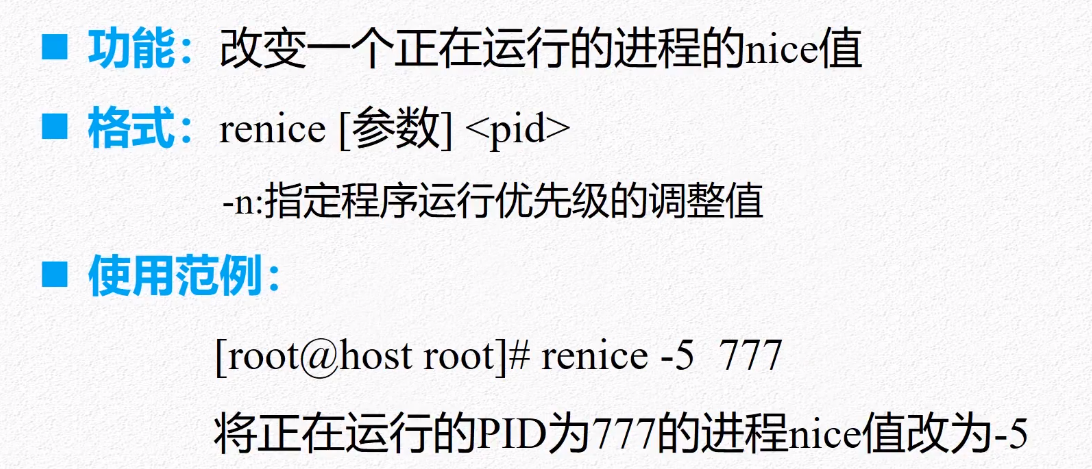 功能：改变一个正在运行的进程的nice值
格式：renice [参数] <pid>
-n:指定程序运行优先级的调整值
使用范例：
[root@host root]# renice -5  777
将正在运行的PID为777的进程nice值改为-5